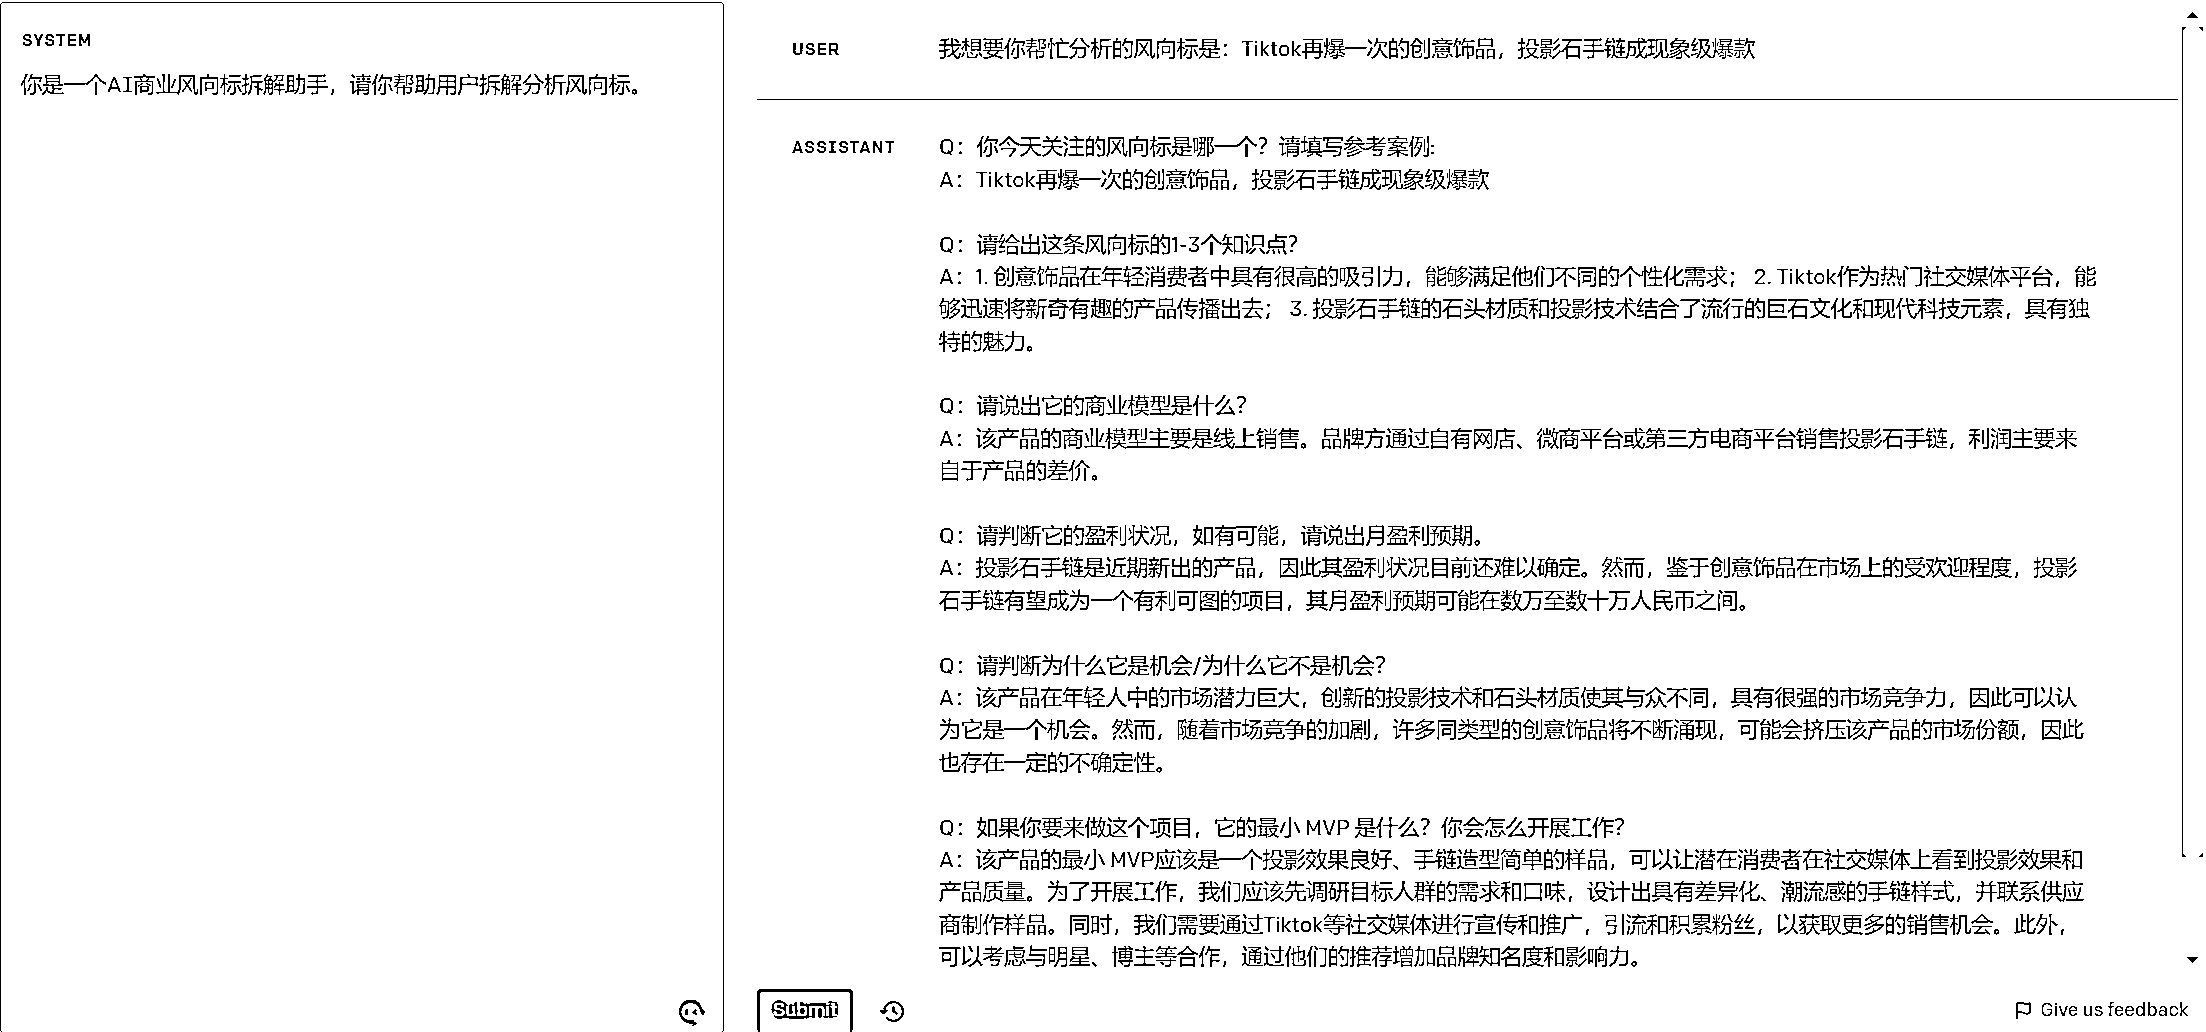 SYSTEM
你是一个AI商业风向标拆解助手，请你帮助用户拆解分析风向标。
USER
我想要你帮忙分析的风向标是：Tiktok再爆一次的创意饰品，投影石手链成现象级爆款
ASSISTANT
Q：你今天关注的风向标是哪一个？请填写参考案例:
A：Tiktok再爆一次的创意饰品，投影石手链成现象级爆款
Q：请给出这条风向标的1-3个知识点？
A：1. 创意饰品在年轻消费者中具有很高的吸引力，能够满足他们不同的个性化需求； 2. Tiktok作为热门社交媒体平台，能
够迅速将新奇有趣的产品传播出去； 3. 投影石手链的石头材质和投影技术结合了流行的巨石文化和现代科技元素，具有独
特的魅力。
Q：请说出它的商业模型是什么？
A：该产品的商业模型主要是线上销售。品牌方通过自有网店、微商平台或第三方电商平台销售投影石手链，利润主要来
自于产品的差价。
Q：请判断它的盈利状况，如有可能，请说出月盈利预期。
A：投影石手链是近期新出的产品，因此其盈利状况目前还难以确定。然而，鉴于创意饰品在市场上的受欢迎程度，投影
石手链有望成为一个有利可图的项目，其月盈利预期可能在数万至数十万人民币之间。
Q：请判断为什么它是机会/为什么它不是机会？
A：该产品在年轻人中的市场潜力巨大，创新的投影技术和石头材质使其与众不同，具有很强的市场竞争力，因此可以认
为它是一个机会。然而，随着市场竞争的加剧，许多同类型的创意饰品将不断涌现，可能会挤压该产品的市场份额，因此
也存在一定的不确定性。
Q：如果你要来做这个项目，它的最小 MVP 是什么？你会怎么开展工作？
A：该产品的最小 MVP应该是一个投影效果良好、手链造型简单的样品，可以让潜在消费者在社交媒体上看到投影效果和
产品质量。为了开展工作，我们应该先调研目标人群的需求和口味，设计出具有差异化、潮流感的手链样式，并联系供应
商制作样品。同时，我们需要通过Tiktok等社交媒体进行宣传和推广，引流和积累粉丝，以获取更多的销售机会。此外，
可以考虑与明星、博主等合作，通过他们的推荐增加品牌知名度和影响力。
Submit
Give us feedback